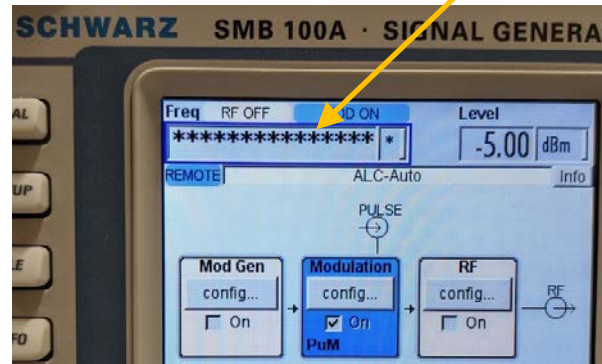 SCHWARZ SMB 100A · SIGNAL GENERA
AL
UP
LE
FO
Freq RF OFF MOD ON Level
*************** * -5.00 dBm
REMOTE ALC-Auto Info
PULSE
Mod Gen Modulation RF
config... config... config... RF
On On On
PuM